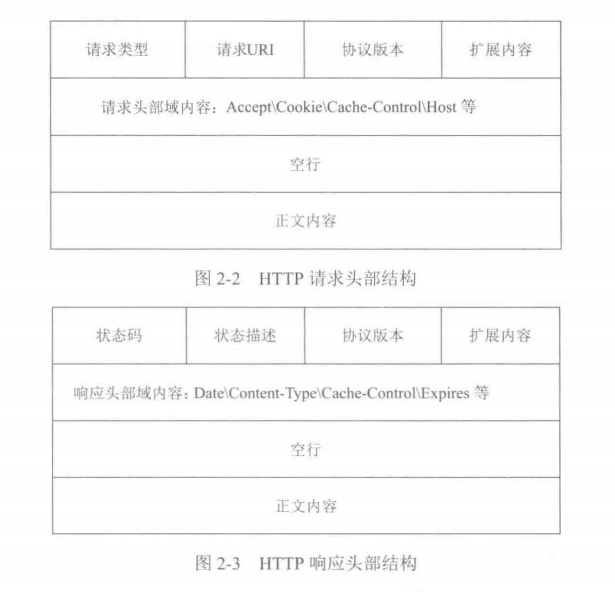 请求类型 请求URI 协议版本 扩展内容
请求头部域内容：Accept\Cookie\Cache-Control\Host 等
空行
正文内容
图 2-2 HTTP 请求头部结构
状态码 状态描述 协议版本 扩展内容
响应头部域内容：Date\Content-Type\Cache-Control\Expires 等
空行
正文内容
图 2-3 HTTP 响应头部结构